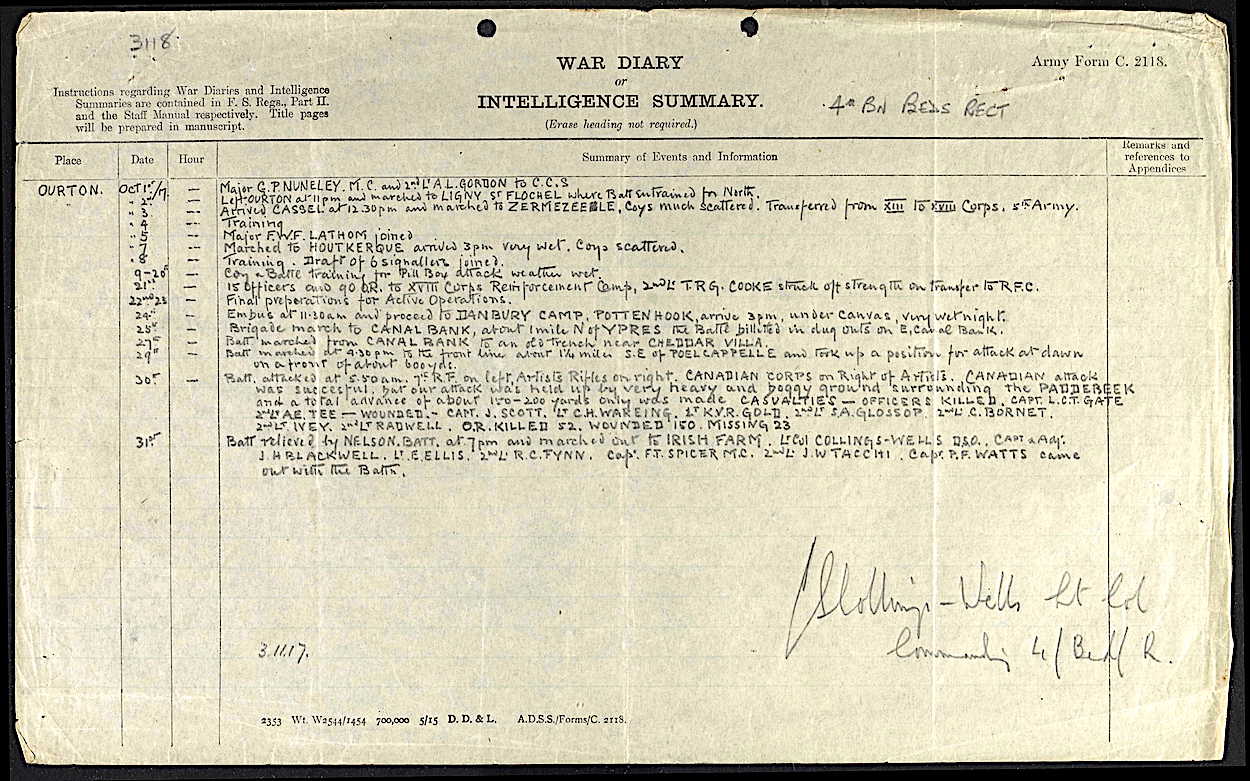 3118
WAR DIARY
or
INTELLIGENCE SUMMARY.
(Erase heading not required.)
Army Form C. 2118.
4th BN BEDS REGT
Instructions regarding War Diaries and Intelligence
Summaries are contained in F. S. Regs., Part II.
and the Staff Manual respectively. Title pages
will be prepared in manuscript.
Place Date Hour Summary of Events and Information Remarks and
references to
Appendices
OURTON. Oct 1st/17. — Major G.P. NUNELEY. M.C. and 2nd Lt A.L. GORDON to C.C.S
" 2nd — Left OURTON at 11pm and marched to LIGNY ST FLOCHEL where Batt entrained for North.
" 3 — Arrived CASSEL at 12.30pm and marched to ZERMEZEELE, Coys much scattered. Transferred from XIII to XVIII Corps, 5th Army.
" 4 — Training
" 5 — Major F.W.F. LATHOM joined
" 7 — Marched to HOUTKERQUE arrived 3pm very wet. Coys scattered.
" 8 — Training. Draft of 6 signallers joined.
9-20th — Coy & Battn training for Pill Box attack weather wet.
21st — 15 Officers and 90 O.R. to XVIII Corps Reinforcement Camp, 2nd Lt T.R.G. COOKE struck off strength on transfer to R.F.C.
22nd 23 — Final preparations for Active Operations.
24th — Embus at 11.30am and proceed to DANBURY CAMP, POTTENHOOK, arrive 3pm, under canvas, very wet night.
25th — Brigade march to CANAL BANK, about 1 mile N of YPRES the Battn billeted in dug outs on E, Canal Bank.
27th — Batt marched from CANAL BANK to an old trench near CHEDDAR VILLA.
29th — Batt marched at 4.30pm to the front line about 1½ miles S.E of POELCAPPELLE and took up a position for attack at dawn
on a front of about 600yds.
30th — Batt. attacked at 5.50am. 7th R.F. on left, Artists Rifles on right. CANADIAN CORPS on Right of Artists. CANADIAN attack
was succesful, but our attack was held up by very heavy and boggy ground surrounding the PADDEBEEK
and a total advance of about 150-200 yards only was made CASUALTIES — OFFICERS KILLED. CAPT. L.C.T. GATE
2nd Lt A.E. TEE — WOUNDED. - CAPT. J. SCOTT. Lt C.H. WAREING, Lt K.V.R. GOLD. 2nd Lt S.A. GLOSSOP. 2nd L. C. BORNET.
2nd Lt IVEY. 2nd Lt RADWELL. O.R. KILLED 52. WOUNDED 150. MISSING 23
31st — Batt relieved by NELSON. BATT. at 7pm and marched out to IRISH FARM. Lt Col COLLINGS-WELLS D.S.O., CAPT & Adjt.
J.H BLACKWELL. Lt. E. ELLIS. 2nd Lt R.C. FYNN. Capt. F.T. SPICER M.C. 2nd Lt J.W TACCHI. Capt. P.F. WATTS came
out with the Battn.
J S Collings-Wells Lt Col
Commanding 4/Bedf R.
3.11.17.
2353 Wt. W2544/1454 700,000 5/15 D. D. & L. A.D.S.S./Forms/C. 2118.